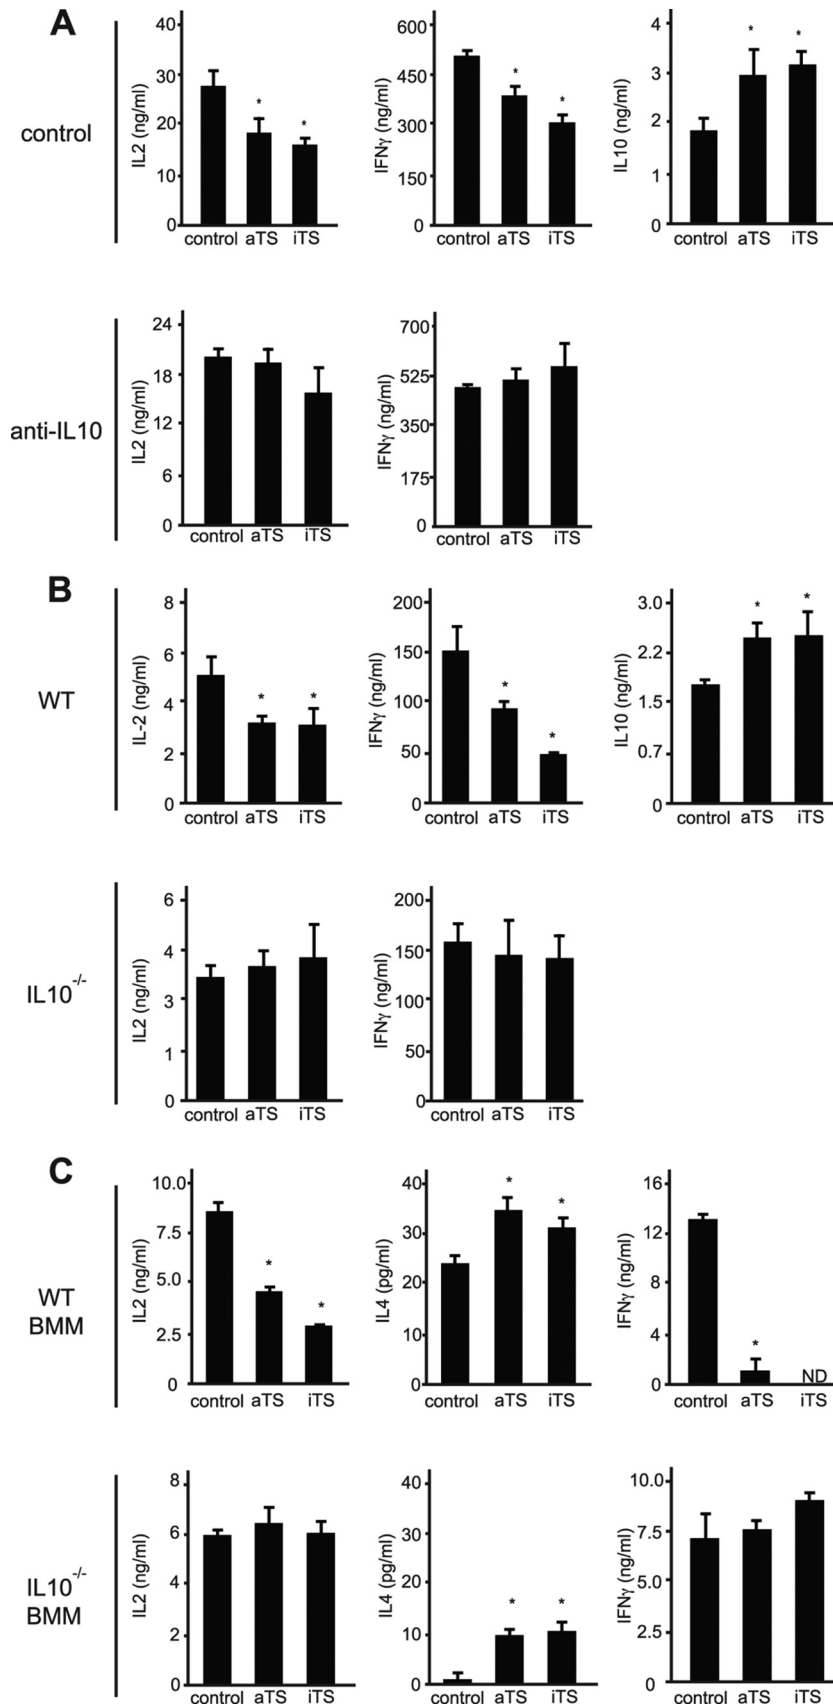 A
control
IL2 (ng/ml)
40
30
20
10
0
*
*
control aTS iTS
IFNγ (ng/ml)
600
450
300
150
0
*
*
control aTS iTS
IL10 (ng/ml)
4
3
2
1
0
*
*
control aTS iTS
anti-IL10
IL2 (ng/ml)
24
18
12
6
0
control aTS iTS
IFNγ (ng/ml)
700
525
350
175
0
control aTS iTS
B
WT
IL-2 (ng/ml)
8
6
4
2
0
*
*
control aTS iTS
IFNγ (ng/ml)
200
150
100
50
0
*
*
control aTS iTS
IL10 (ng/ml)
3.0
2.2
1.5
0.7
0
*
*
control aTS iTS
IL10-/-
IL2 (ng/ml)
6
4
3
1
0
control aTS iTS
IFNγ (ng/ml)
200
150
100
50
0
control aTS iTS
C
WT
BMM
IL2 (ng/ml)
10.0
7.5
5.0
2.5
0
*
*
control aTS iTS
IL4 (pg/ml)
40
30
20
10
0
*
*
control aTS iTS
IFNγ (ng/ml)
16
12
8
4
0
*
ND
control aTS iTS
IL10-/-
BMM
IL2 (ng/ml)
8
6
4
2
0
control aTS iTS
IL4 (pg/ml)
40
30
20
10
0
*
*
control aTS iTS
IFNγ (ng/ml)
10.0
7.5
5.0
2.5
0
control aTS iTS